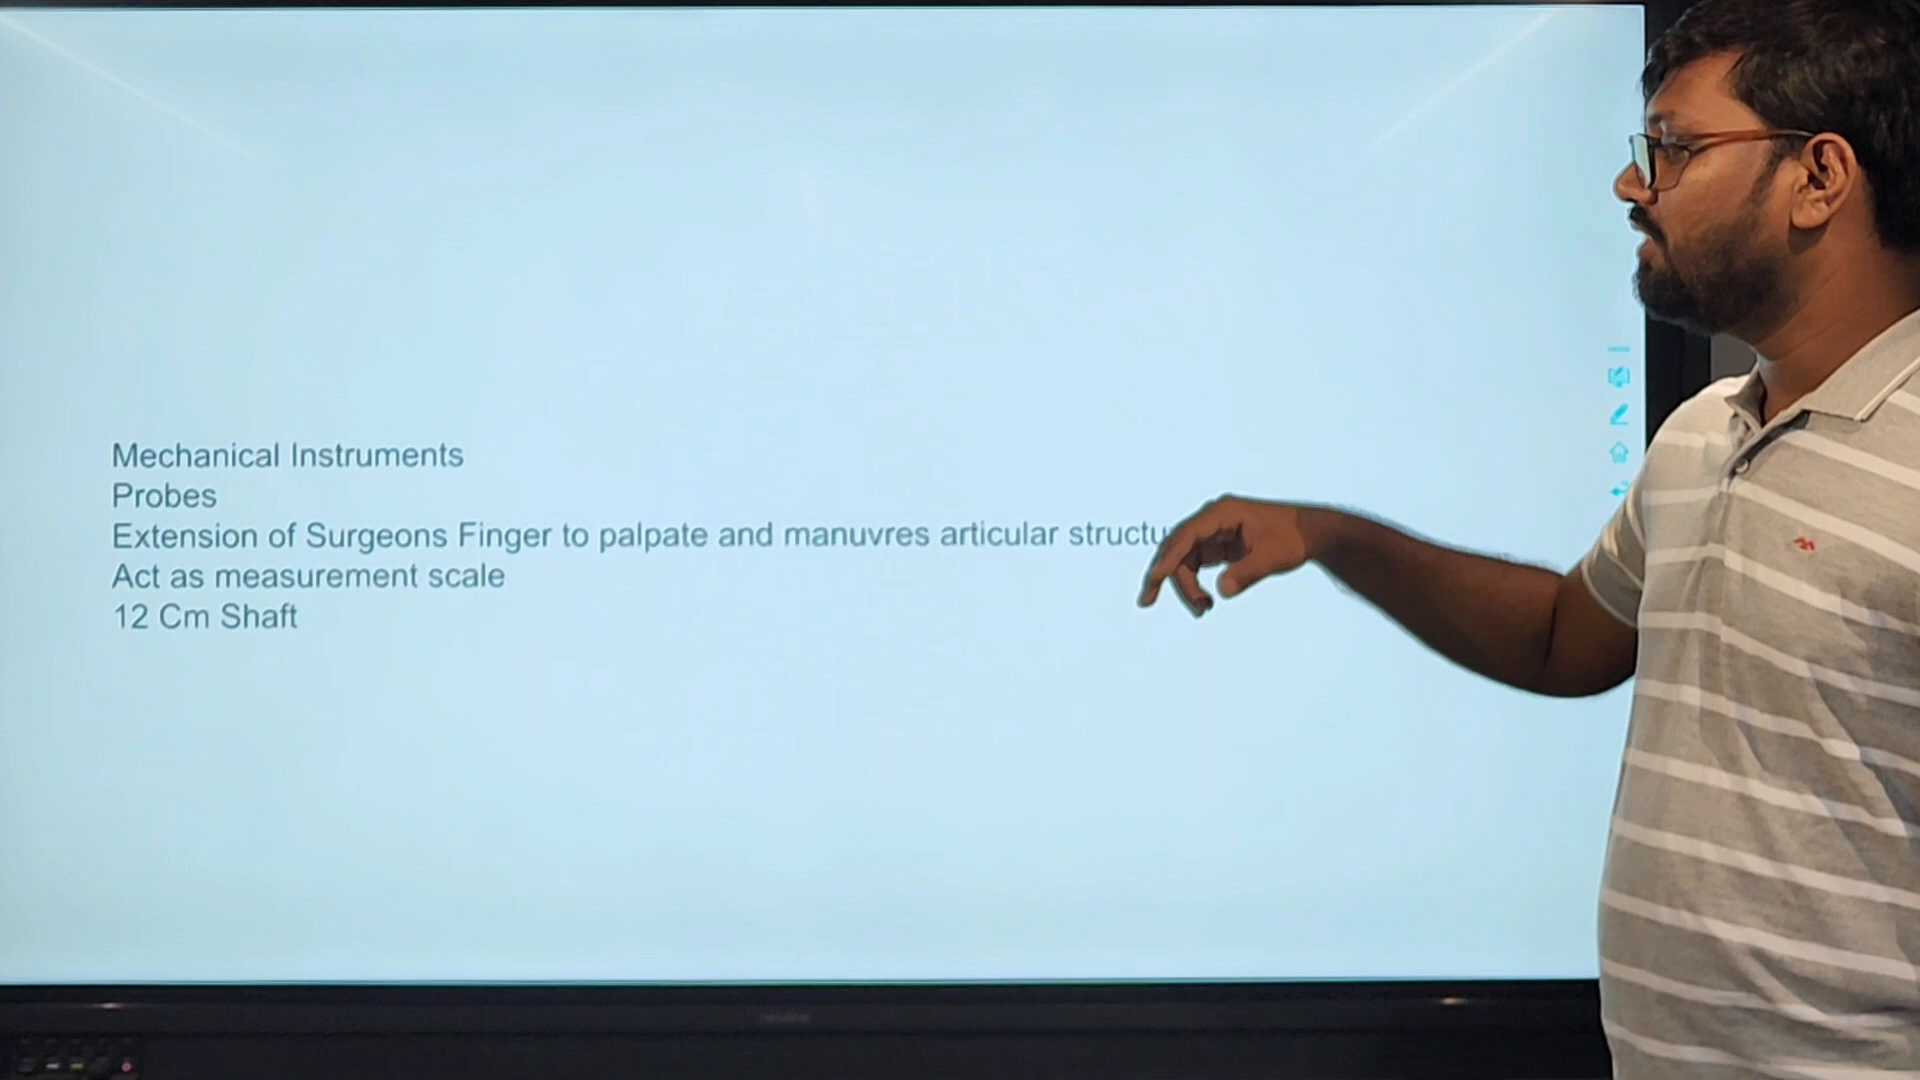 Mechanical Instruments
Probes
Extension of Surgeons Finger to palpate and manuvres articular
Act as measurement scale
12 Cm Shaft